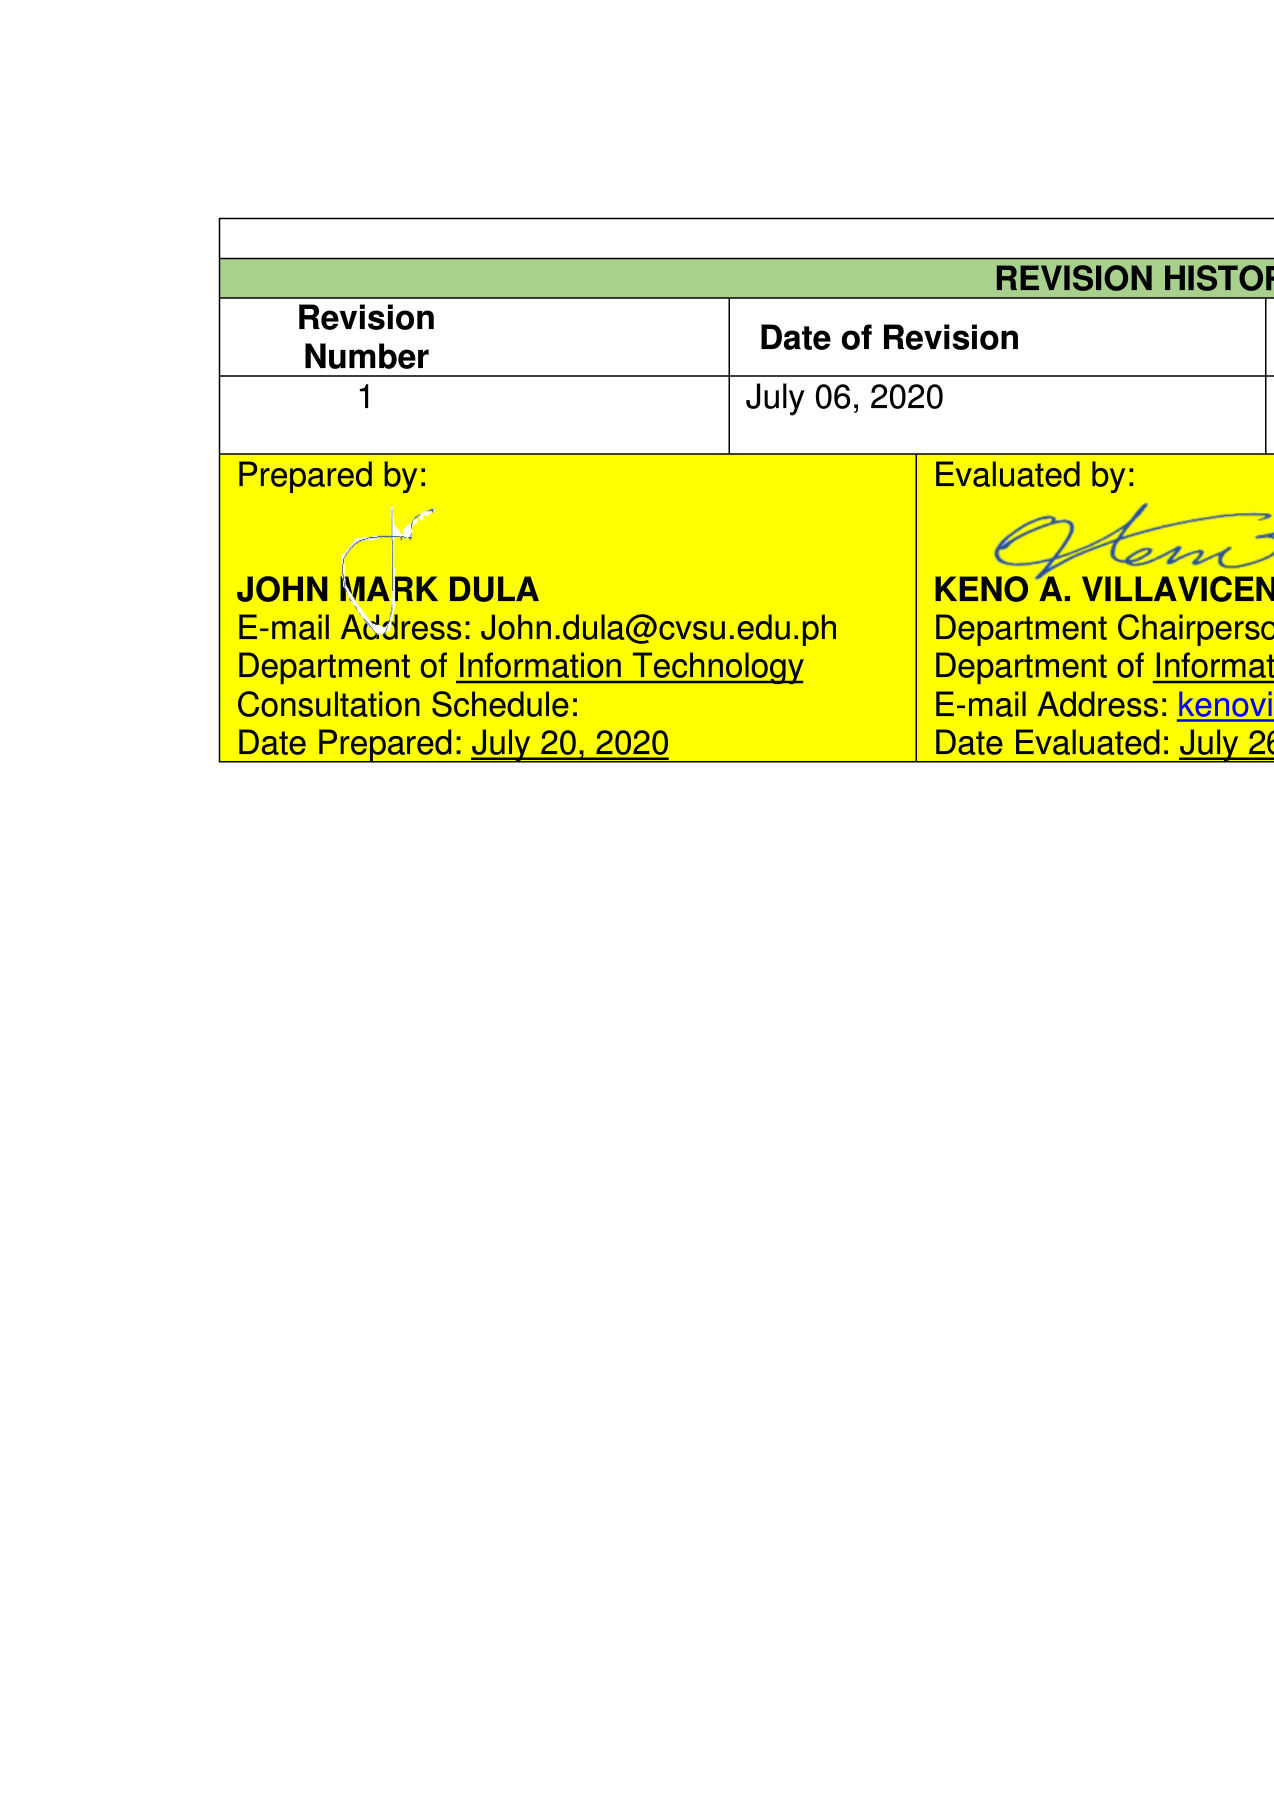 REVISION HISTOR
Revision
Number
Date of Revision
1
July 06, 2020
Prepared by:
JOHN MARK DULA
E-mail Address: John.dula@cvsu.edu.ph
Department of Information Technology
Consultation Schedule:
Date Prepared: July 20, 2020
Evaluated by:
KENO A. VILLAVICEN
Department Chairperso
Department of Informat
E-mail Address: kenovi
Date Evaluated: July 26